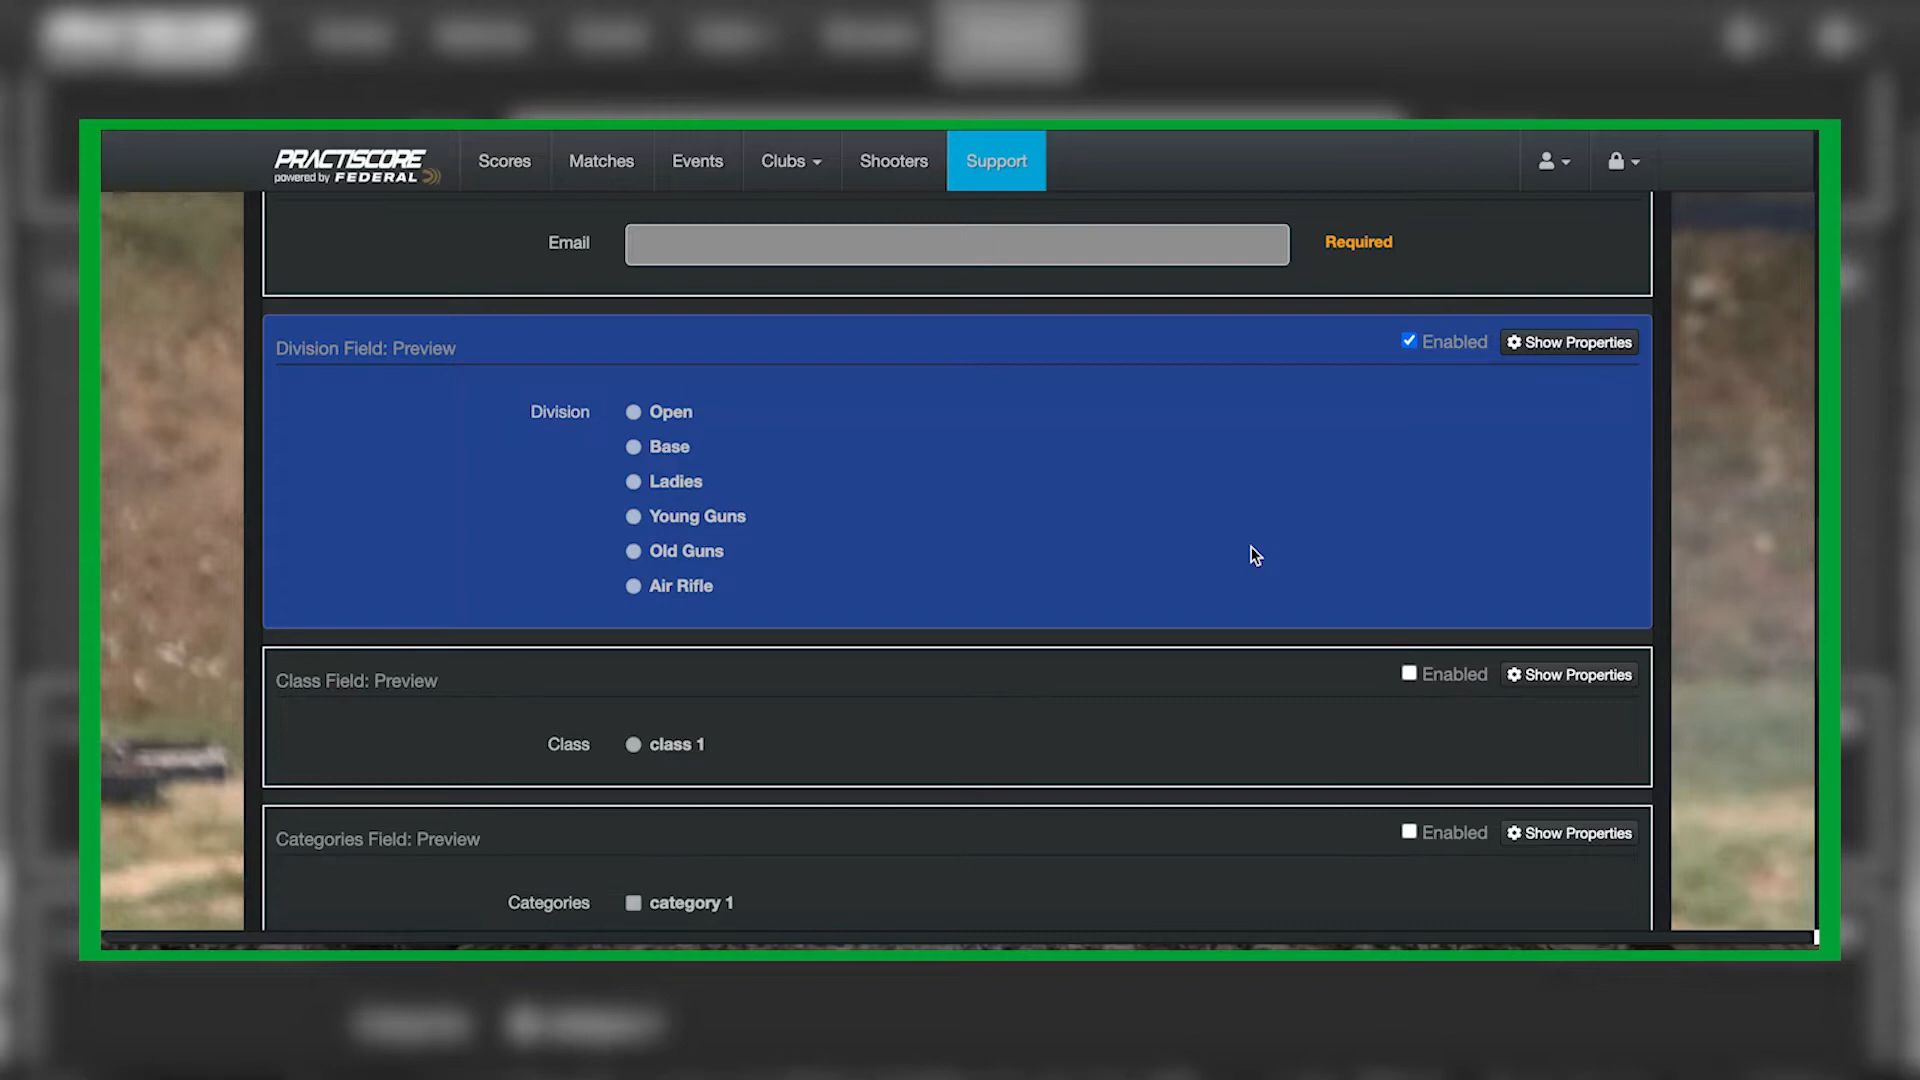 PRACTISCORE
powered by FEDERAL
Scores
Matches
Events
Clubs
Shooters
Support
Email
Required
Division Field: Preview
Enabled
Show Properties
Division
Open
Base
Ladies
Young Guns
Old Guns
Air Rifle
Class Field: Preview
Enabled
Show Properties
Class
class 1
Categories Field: Preview
Enabled
Show Properties
Categories
category 1